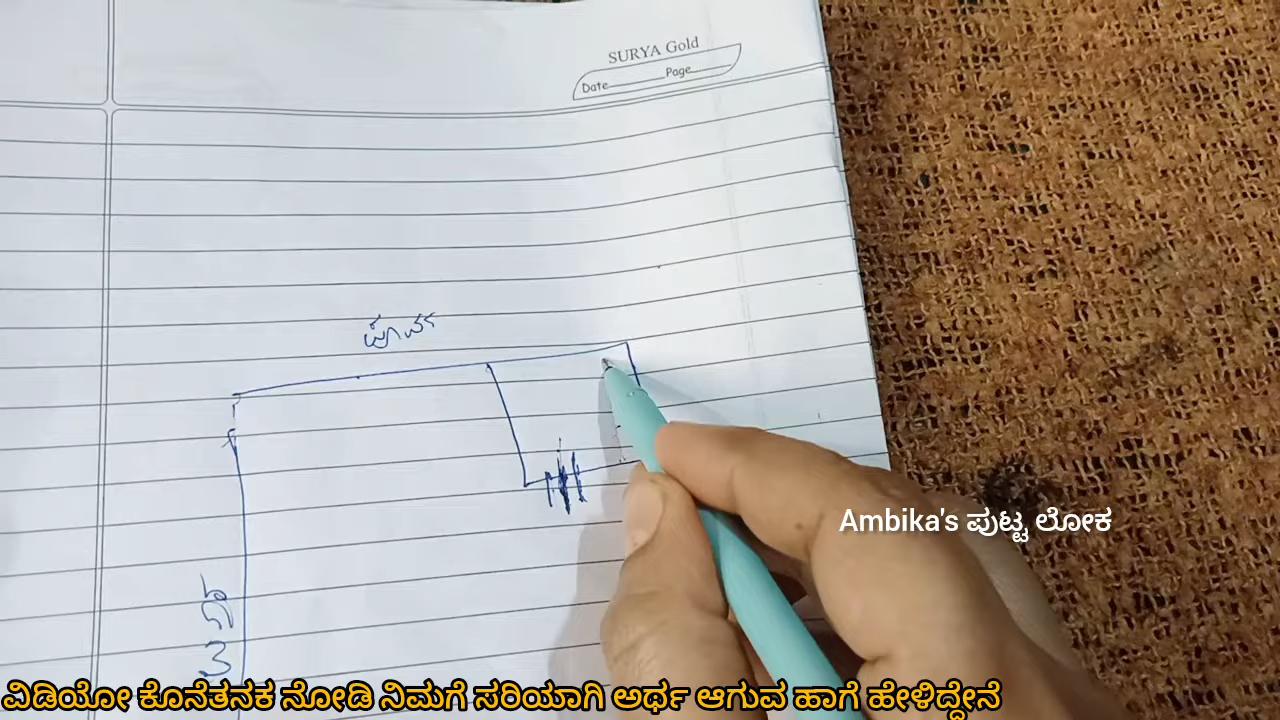 SURYA Gold
Date Page
ಪೂರ್ವ
Ambika's ಪುಟ್ಟ ಲೋಕ
ವಿಡಿಯೋ ಕೊನೆತನಕ ನೋಡಿ ನಿಮಗೆ ಸರಿಯಾಗಿ ಅರ್ಥ ಆಗುವ ಹಾಗೆ ಹೇಳಿದ್ದೇನೆ